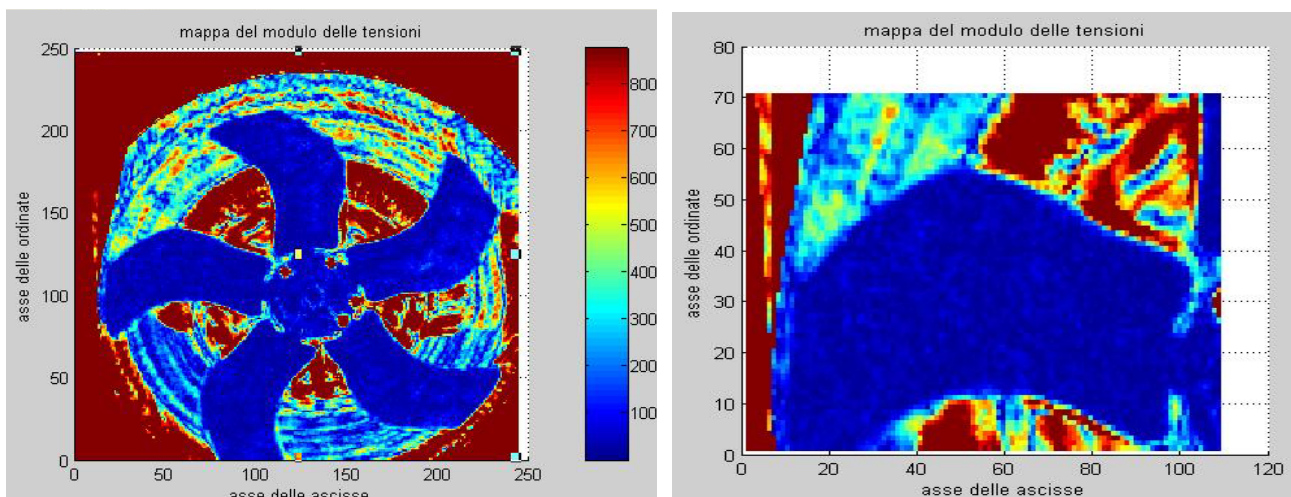 mappa del modulo delle tensioni
250
200
150
100
50
0
0 50 100 150 200 250
asse delle ordinate
asse delle ascisse
800
700
600
500
400
300
200
100
mappa del modulo delle tensioni
80
70
60
50
40
30
20
10
0
0 20 40 60 80 100 120
asse delle ordinate
asse delle ascisse